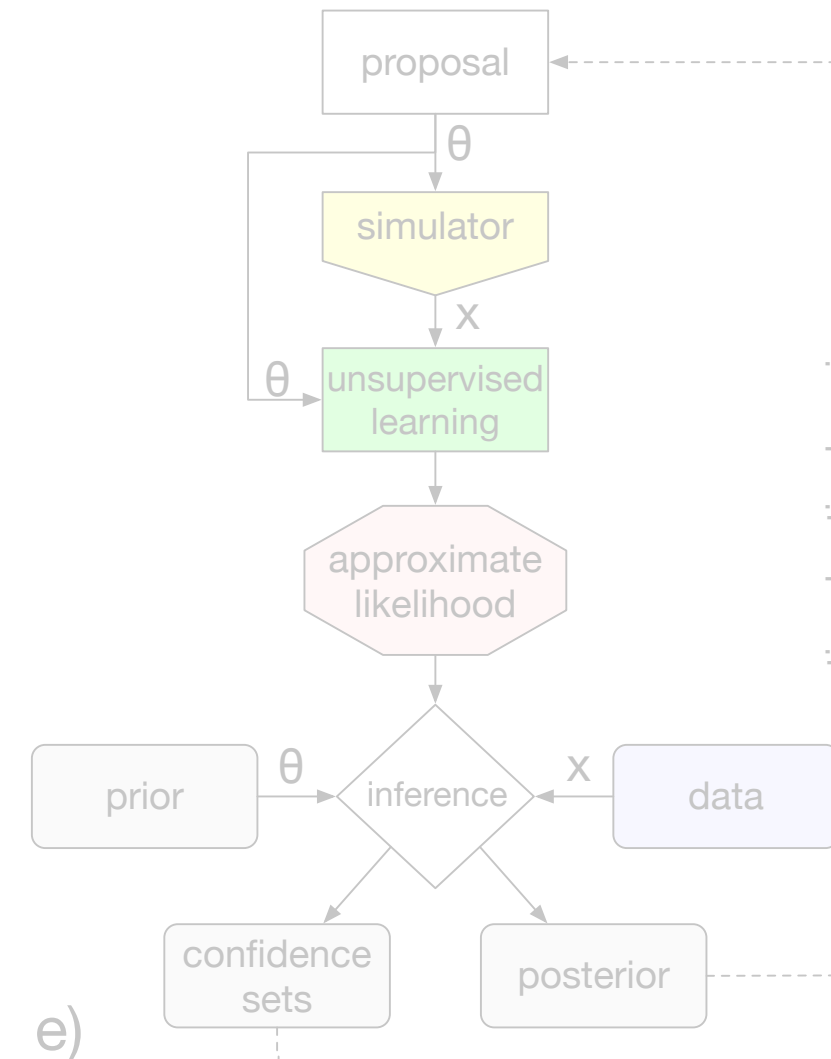 proposal
θ
simulator
x
θ
unsupervised
learning
approximate
likelihood
prior
θ
inference
x
data
confidence
sets
posterior
e)